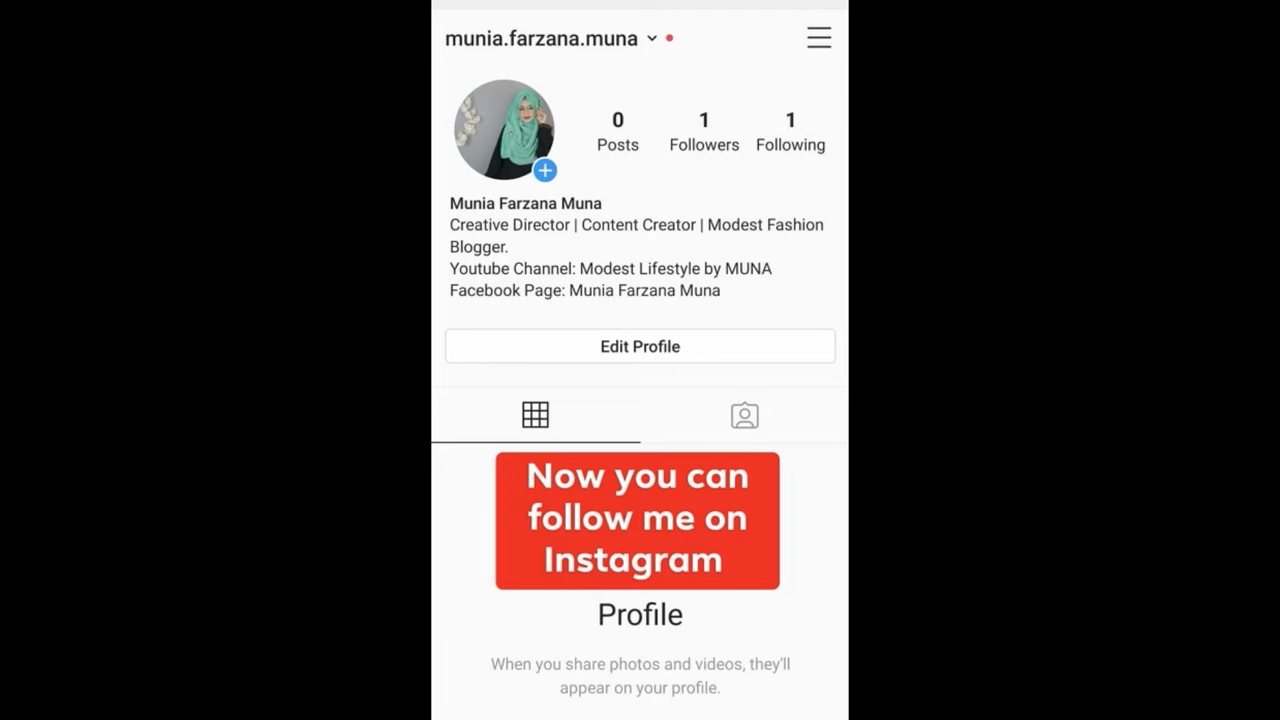 munia.farzana.muna
0 1 1
Posts Followers Following
Munia Farzana Muna
Creative Director | Content Creator | Modest Fashion
Blogger.
Youtube Channel: Modest Lifestyle by MUNA
Facebook Page: Munia Farzana Muna
Edit Profile
Now you can
follow me on
Instagram
Profile
When you share photos and videos, they'll
appear on your profile.